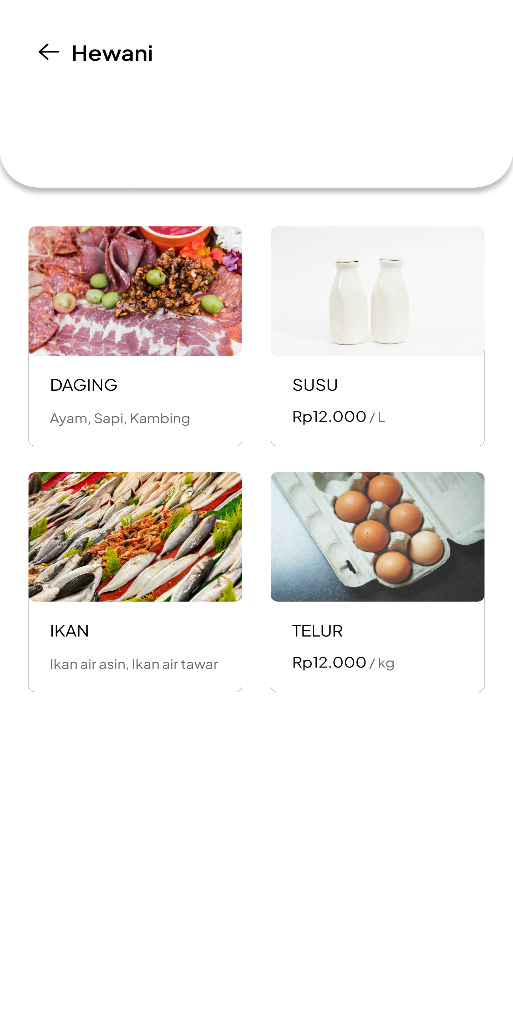 Hewani
DAGING
Ayam, Sapi, Kambing
SUSU
Rp12.000 / L
IKAN
Ikan air asin, Ikan air tawar
TELUR
Rp12.000 / kg